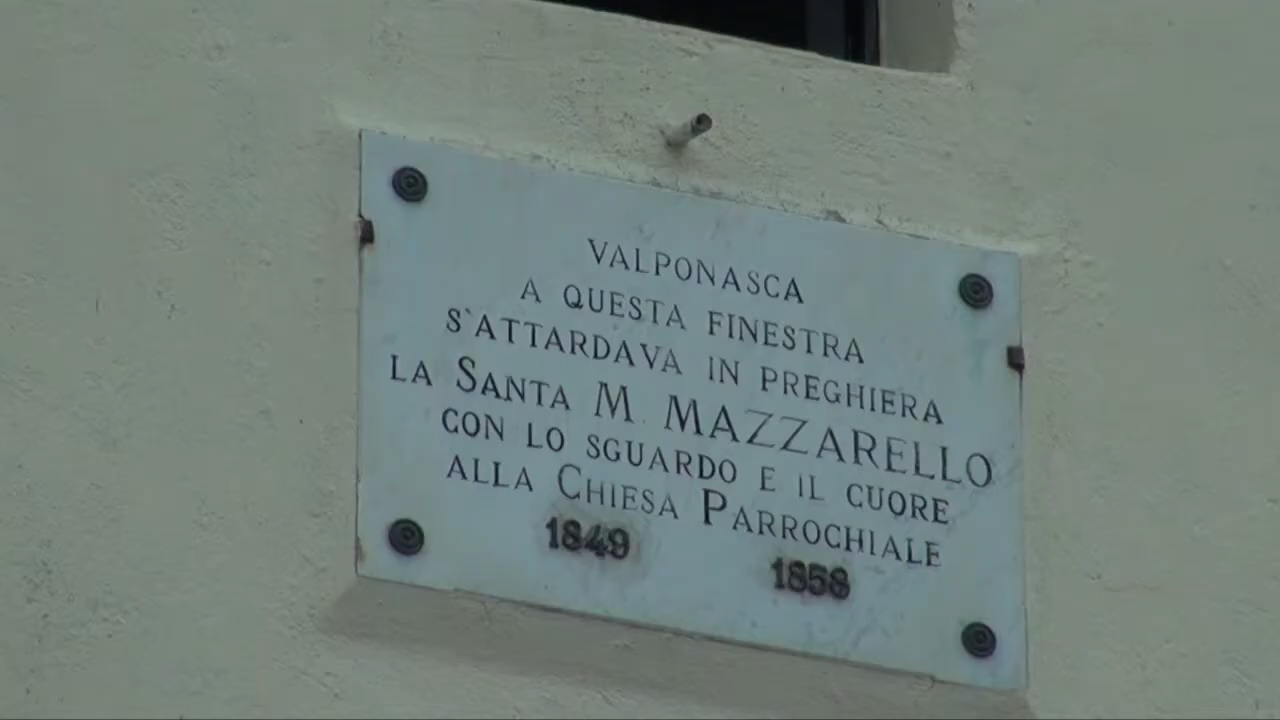 VALPONASCA
A QUESTA FINESTRA
S'ATTARDAVA IN PREGHIERA
LA SANTA M. MAZZARELLO
CON LO SGUARDO E IL CUORE
ALLA CHIESA PARROCHIALE
1849 1858